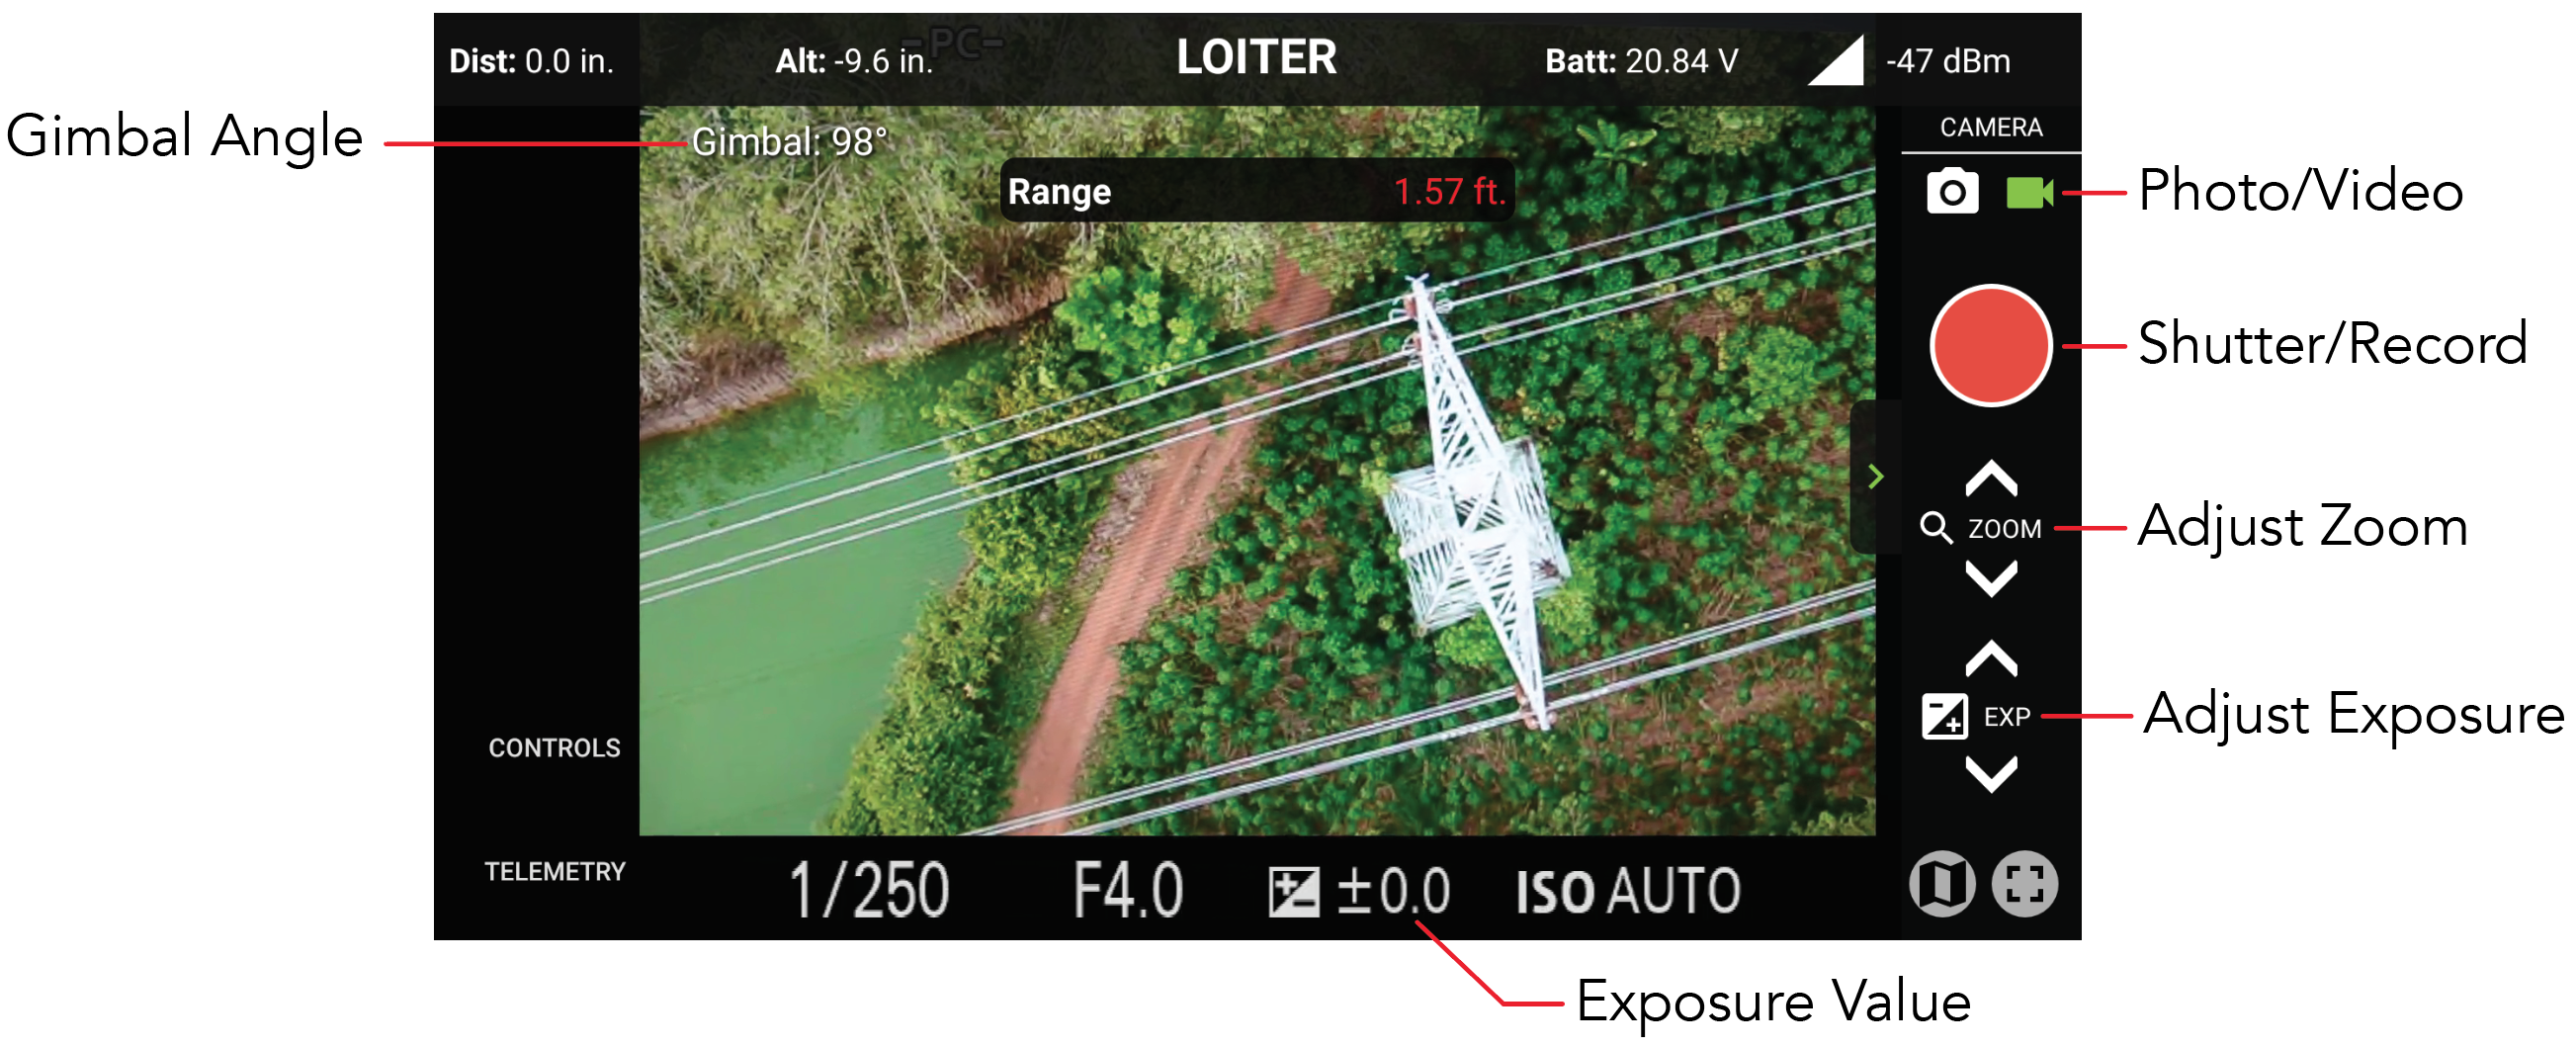 Dist: 0.0 in.
Alt: -9.6 in.
-PC-
LOITER
Batt: 20.84 V
-47 dBm
Gimbal Angle
Gimbal: 98°
CAMERA
Range 1.57 ft.
Photo/Video
Shutter/Record
ZOOM
Adjust Zoom
EXP
Adjust Exposure
CONTROLS
TELEMETRY
1/250
F4.0
±0.0
ISO AUTO
Exposure Value